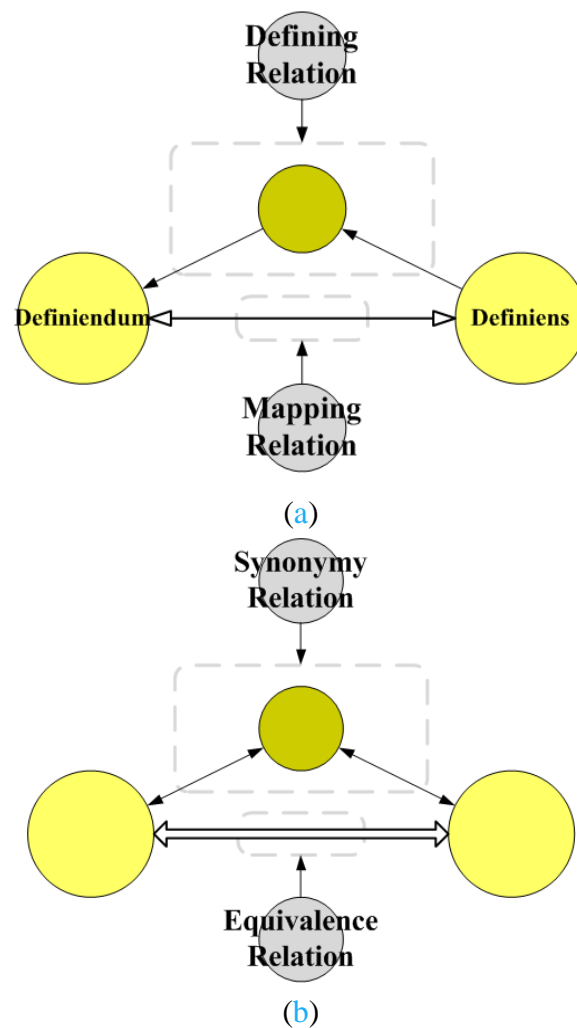 Defining
Relation
Definiendum
Definiens
Mapping
Relation
(a)
Synonymy
Relation
Equivalence
Relation
(b)